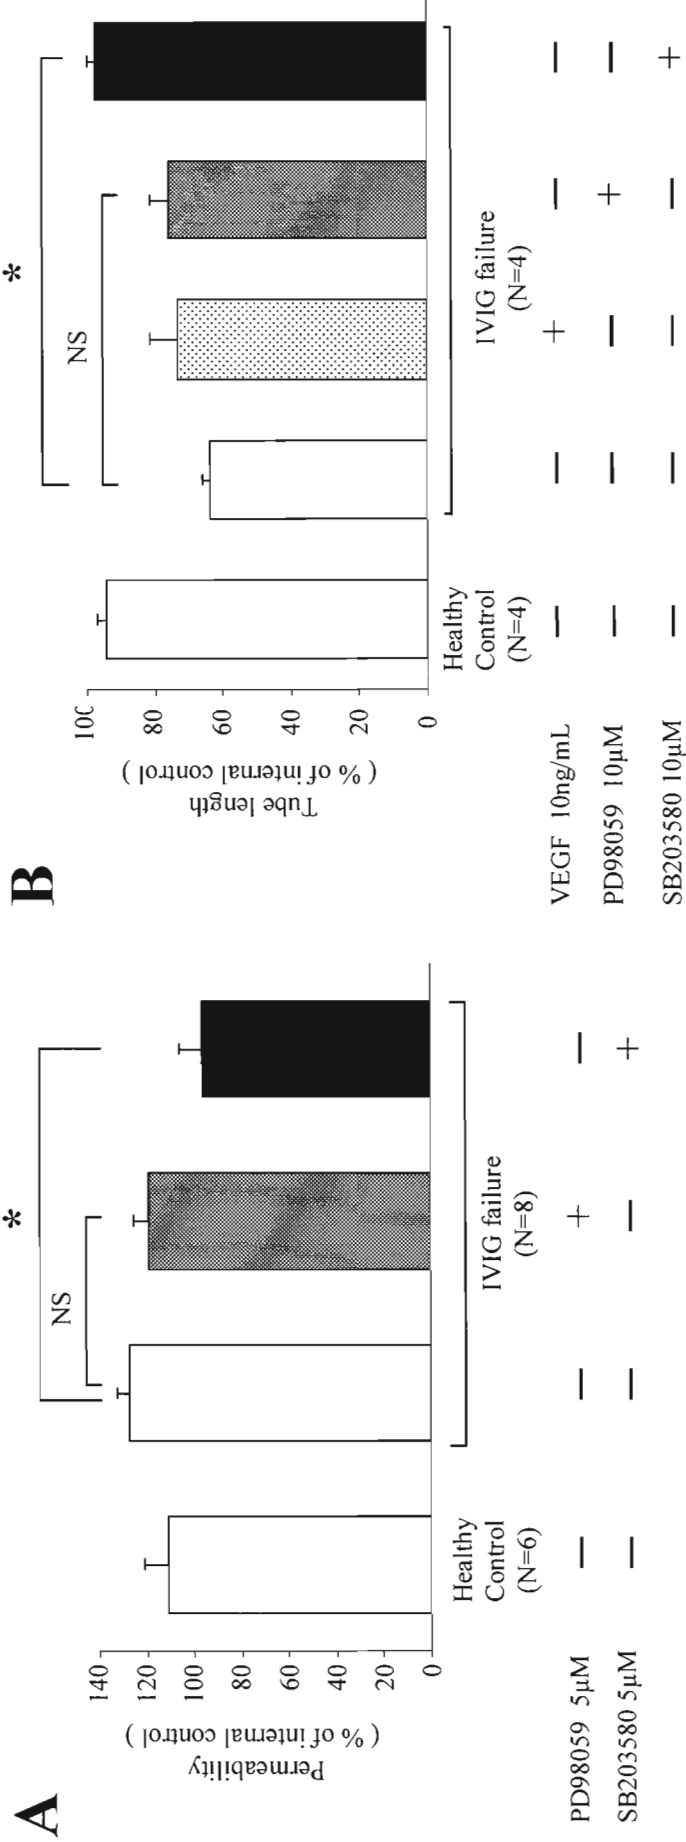 A
Permeability
( % of internal control )
140
120
100
80
60
40
20
0
*
NS
Healthy
Control
(N=6)
IVIG failure
(N=8)
PD98059 5μM — — + —
SB203580 5μM — — — +
B
Tube length
( % of internal control )
100
80
60
40
20
0
*
NS
Healthy
Control
(N=4)
IVIG failure
(N=4)
VEGF 10ng/mL — — + — —
PD98059 10μM — — — + —
SB203580 10μM — — — — +